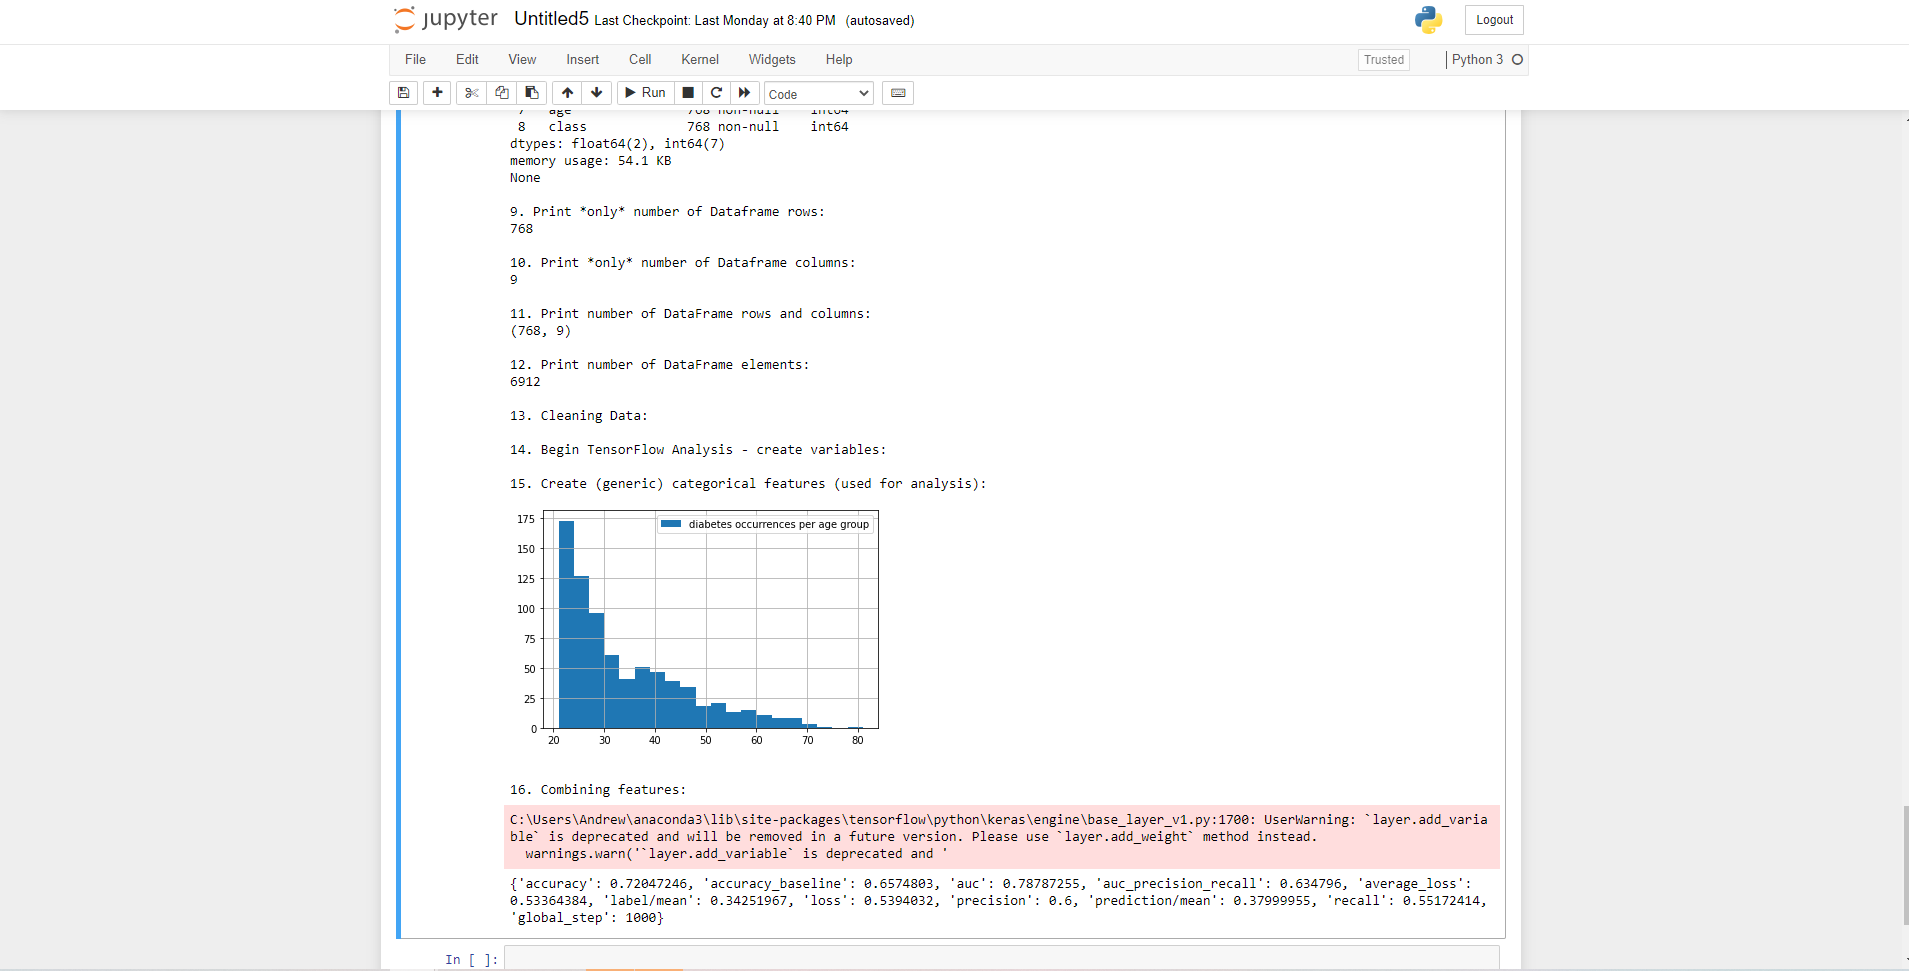 jupyter Untitled5 Last Checkpoint: Last Monday at 8:40 PM (autosaved)
Logout
File Edit View Insert Cell Kernel Widgets Help
Trusted
Python 3
Run
Code
7 age 768 non-null int64
8 class 768 non-null int64
dtypes: float64(2), int64(7)
memory usage: 54.1 KB
None
9. Print *only* number of Dataframe rows:
768
10. Print *only* number of Dataframe columns:
9
11. Print number of DataFrame rows and columns:
(768, 9)
12. Print number of DataFrame elements:
6912
13. Cleaning Data:
14. Begin TensorFlow Analysis - create variables:
15. Create (generic) categorical features (used for analysis):
diabetes occurrences per age group
175
150
125
100
75
50
25
0
20 30 40 50 60 70 80
16. Combining features:
C:\Users\Andrew\anaconda3\lib\site-packages\tensorflow\python\keras\engine\base_layer_v1.py:1700: UserWarning: `layer.add_varia
ble` is deprecated and will be removed in a future version. Please use `layer.add_weight` method instead.
warnings.warn('`layer.add_variable` is deprecated and '
{'accuracy': 0.72047246, 'accuracy_baseline': 0.6574803, 'auc': 0.78787255, 'auc_precision_recall': 0.634796, 'average_loss':
0.53364384, 'label/mean': 0.34251967, 'loss': 0.5394032, 'precision': 0.6, 'prediction/mean': 0.37999955, 'recall': 0.55172414,
'global_step': 1000}
In [ ]: